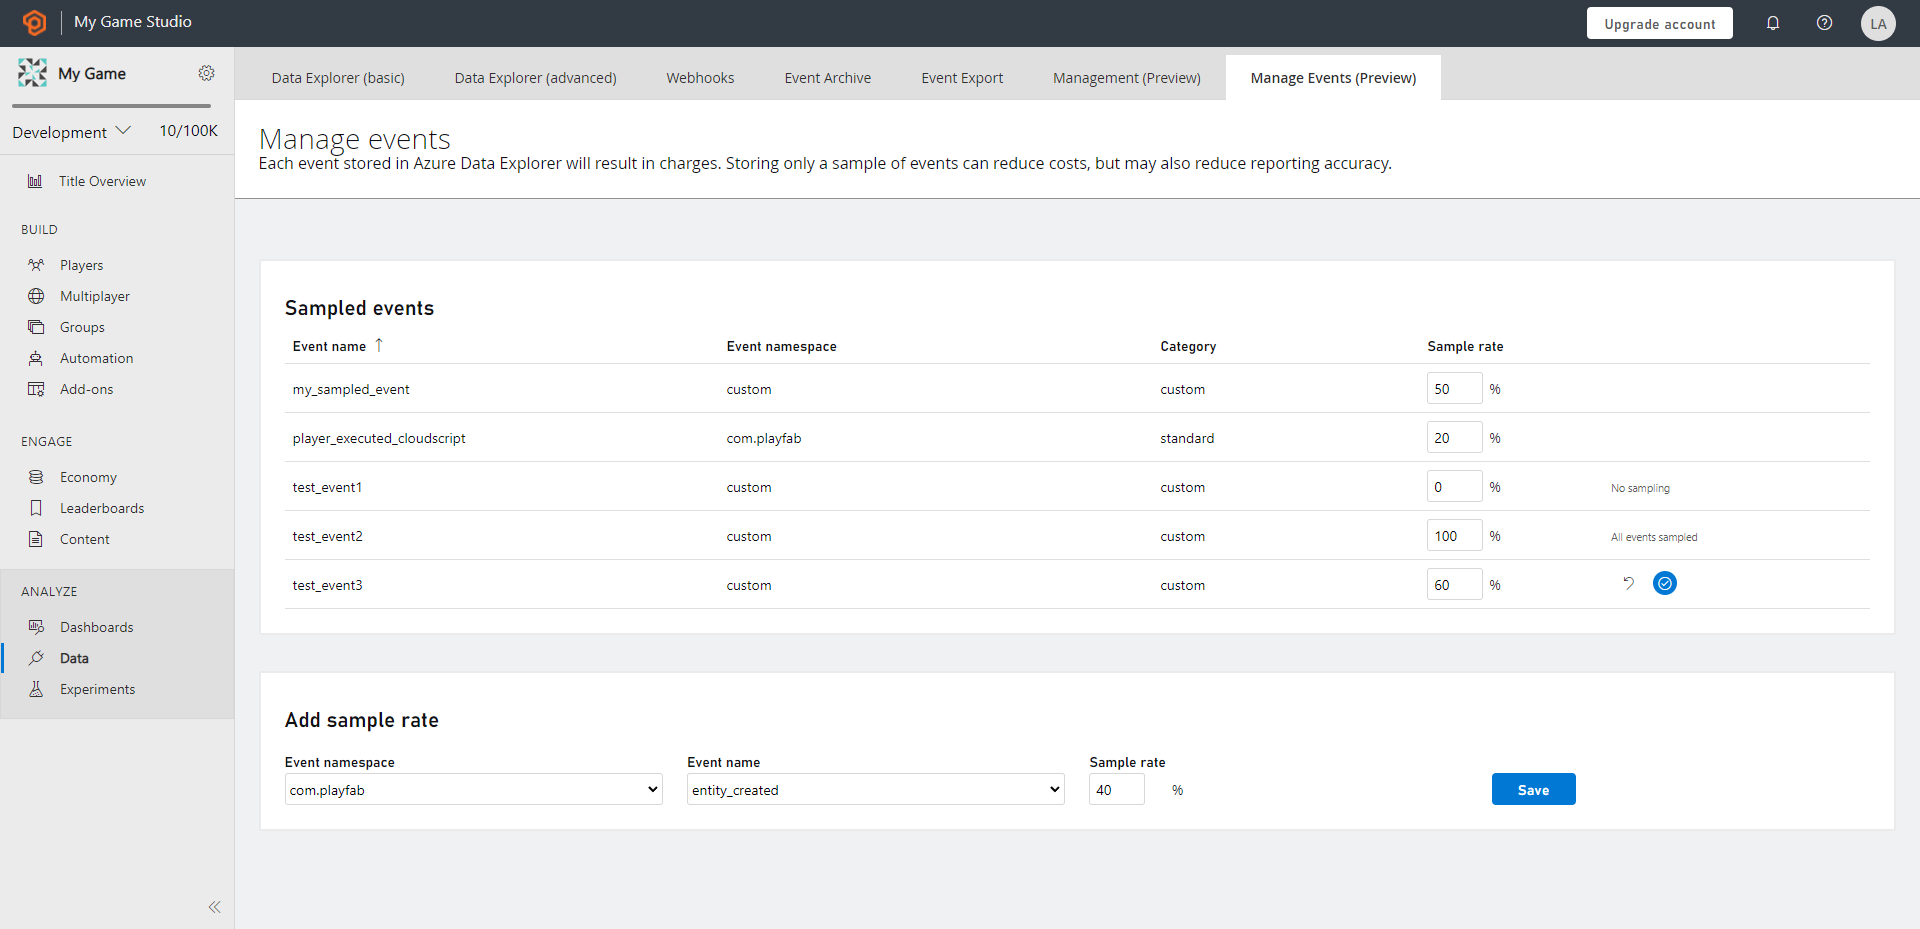 My Game Studio
Upgrade account
LA
My Game
Development 10/100K
Title Overview
BUILD
Players
Multiplayer
Groups
Automation
Add-ons
ENGAGE
Economy
Leaderboards
Content
ANALYZE
Dashboards
Data
Experiments
Data Explorer (basic) Data Explorer (advanced) Webhooks Event Archive Event Export Management (Preview) Manage Events (Preview)
Manage events
Each event stored in Azure Data Explorer will result in charges. Storing only a sample of events can reduce costs, but may also reduce reporting accuracy.
Sampled events
Event name ↑ Event namespace Category Sample rate
my_sampled_event custom custom 50 %
player_executed_cloudscript com.playfab standard 20 %
test_event1 custom custom 0 % No sampling
test_event2 custom custom 100 % All events sampled
test_event3 custom custom 60 %
Add sample rate
Event namespace Event name Sample rate
com.playfab entity_created 40 % Save